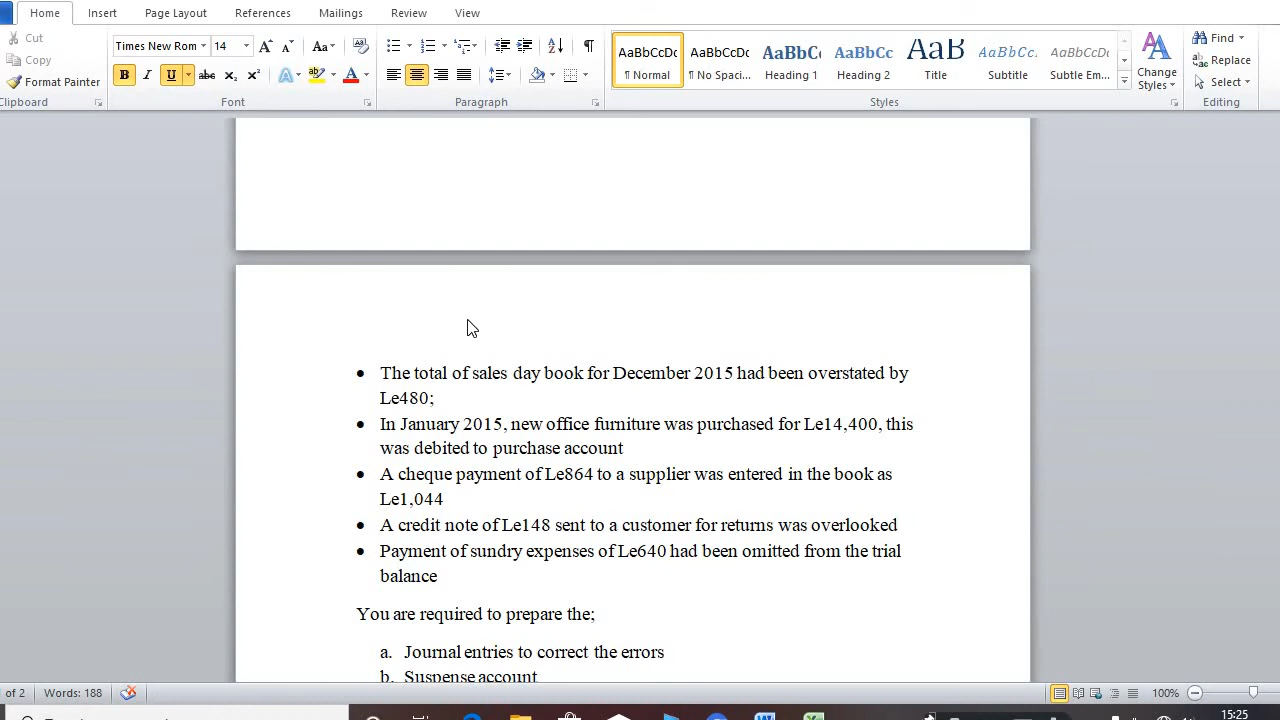 Home Insert Page Layout References Mailings Review View
Cut
Copy
Format Painter
Clipboard
Times New Rom 14 Aa
B I U abc x₂ x² A A
Font
Paragraph
AaBbCcDc AaBbCcDc AaBbC AaBbCc AaB AaBbCc. AaBbCcDc
¶ Normal ¶ No Spaci... Heading 1 Heading 2 Title Subtitle Subtle Em...
Change
Styles
Styles
Find
Replace
Select
Editing
• The total of sales day book for December 2015 had been overstated by
Le480;
• In January 2015, new office furniture was purchased for Le14,400, this
was debited to purchase account
• A cheque payment of Le864 to a supplier was entered in the book as
Le1,044
• A credit note of Le148 sent to a customer for returns was overlooked
• Payment of sundry expenses of Le640 had been omitted from the trial
balance
You are required to prepare the;
a. Journal entries to correct the errors
b. Suspense account
of 2 Words: 188 100%
15:25